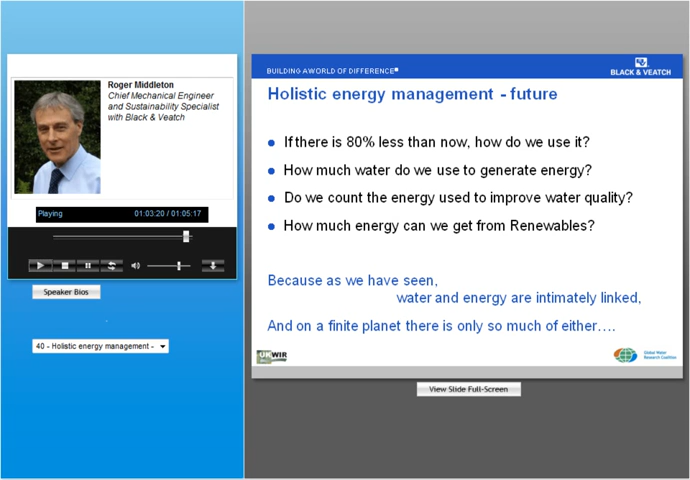 Roger Middleton
Chief Mechanical Engineer
and Sustainability Specialist
with Black & Veatch
Playing 01:03:20 / 01:05:17
Speaker Bios
40 - Holistic energy management -
BUILDING A WORLD OF DIFFERENCE
BLACK & VEATCH
Holistic energy management - future
If there is 80% less than now, how do we use it?
How much water do we use to generate energy?
Do we count the energy used to improve water quality?
How much energy can we get from Renewables?
Because as we have seen,
water and energy are intimately linked,
And on a finite planet there is only so much of either....
UKWIR
Global Water
Research Coalition
View Slide Full-Screen